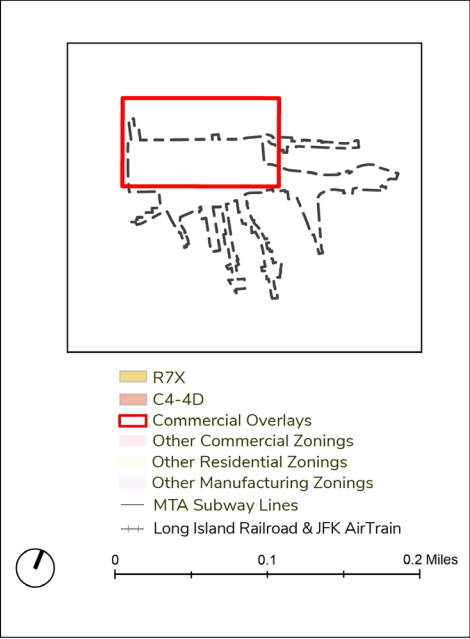 R7X
C4-4D
Commercial Overlays
Other Commercial Zonings
Other Residential Zonings
Other Manufacturing Zonings
MTA Subway Lines
Long Island Railroad & JFK AirTrain
0 0.1 0.2 Miles